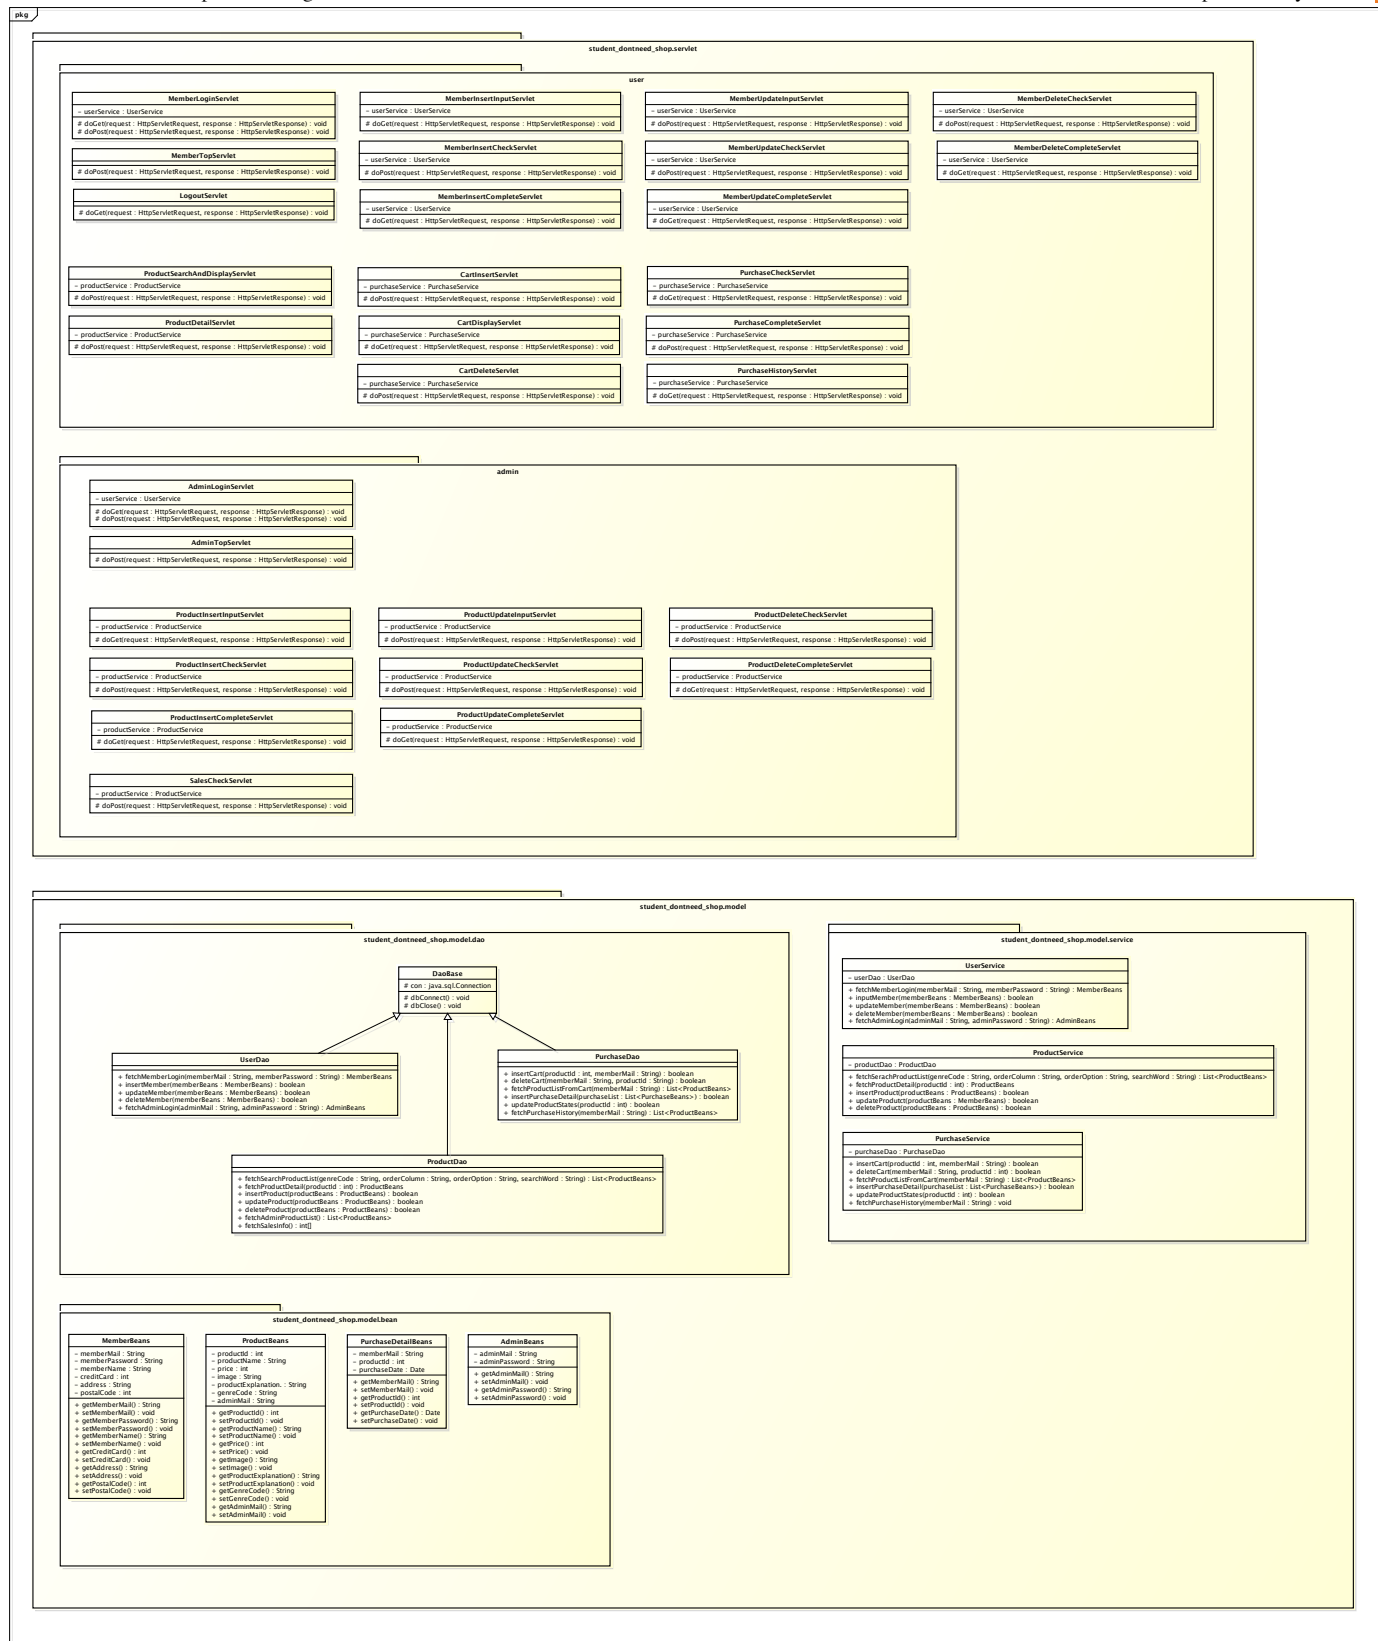 pkg
student_dontneed_shop.servlet
user
MemberLoginServlet
- userService : UserService
# doGet(request : HttpServletRequest, response : HttpServletResponse) : void
# doPost(request : HttpServletRequest, response : HttpServletResponse) : void
MemberTopServlet
# doPost(request : HttpServletRequest, response : HttpServletResponse) : void
LogoutServlet
# doGet(request : HttpServletRequest, response : HttpServletResponse) : void
MemberInsertInputServlet
- userService : UserService
# doGet(request : HttpServletRequest, response : HttpServletResponse) : void
MemberInsertCheckServlet
- userService : UserService
# doPost(request : HttpServletRequest, response : HttpServletResponse) : void
MemberInsertCompleteServlet
- userService : UserService
# doGet(request : HttpServletRequest, response : HttpServletResponse) : void
MemberUpdateInputServlet
- userService : UserService
# doPost(request : HttpServletRequest, response : HttpServletResponse) : void
MemberUpdateCheckServlet
- userService : UserService
# doPost(request : HttpServletRequest, response : HttpServletResponse) : void
MemberUpdateCompleteServlet
- userService : UserService
# doGet(request : HttpServletRequest, response : HttpServletResponse) : void
MemberDeleteCheckServlet
- userService : UserService
# doPost(request : HttpServletRequest, response : HttpServletResponse) : void
MemberDeleteCompleteServlet
- userService : UserService
# doGet(request : HttpServletRequest, response : HttpServletResponse) : void
ProductSearchAndDisplayServlet
- productService : ProductService
# doPost(request : HttpServletRequest, response : HttpServletResponse) : void
ProductDetailServlet
- productService : ProductService
# doPost(request : HttpServletRequest, response : HttpServletResponse) : void
CartInsertServlet
- purchaseService : PurchaseService
# doPost(request : HttpServletRequest, response : HttpServletResponse) : void
CartDisplayServlet
- purchaseService : PurchaseService
# doGet(request : HttpServletRequest, response : HttpServletResponse) : void
CartDeleteServlet
- purchaseService : PurchaseService
# doPost(request : HttpServletRequest, response : HttpServletResponse) : void
PurchaseCheckServlet
- purchaseService : PurchaseService
# doGet(request : HttpServletRequest, response : HttpServletResponse) : void
PurchaseCompleteServlet
- purchaseService : PurchaseService
# doPost(request : HttpServletRequest, response : HttpServletResponse) : void
PurchaseHistoryServlet
- purchaseService : PurchaseService
# doGet(request : HttpServletRequest, response : HttpServletResponse) : void
admin
AdminLoginServlet
- userService : UserService
# doGet(request : HttpServletRequest, response : HttpServletResponse) : void
# doPost(request : HttpServletRequest, response : HttpServletResponse) : void
AdminTopServlet
# doPost(request : HttpServletRequest, response : HttpServletResponse) : void
ProductInsertInputServlet
- productService : ProductService
# doGet(request : HttpServletRequest, response : HttpServletResponse) : void
ProductInsertCheckServlet
- productService : ProductService
# doPost(request : HttpServletRequest, response : HttpServletResponse) : void
ProductInsertCompleteServlet
- productService : ProductService
# doGet(request : HttpServletRequest, response : HttpServletResponse) : void
ProductUpdateInputServlet
- productService : ProductService
# doPost(request : HttpServletRequest, response : HttpServletResponse) : void
ProductUpdateCheckServlet
- productService : ProductService
# doPost(request : HttpServletRequest, response : HttpServletResponse) : void
ProductUpdateCompleteServlet
- productService : ProductService
# doGet(request : HttpServletRequest, response : HttpServletResponse) : void
ProductDeleteCheckServlet
- productService : ProductService
# doPost(request : HttpServletRequest, response : HttpServletResponse) : void
ProductDeleteCompleteServlet
- productService : ProductService
# doGet(request : HttpServletRequest, response : HttpServletResponse) : void
SalesCheckServlet
- productService : ProductService
# doPost(request : HttpServletRequest, response : HttpServletResponse) : void
student_dontneed_shop.model
student_dontneed_shop.model.dao
DaoBase
# con : java.sql.Connection
# dbConnect() : void
# dbClose() : void
UserDao
+ fetchMemberLogin(memberMail : String, memberPassword : String) : MemberBeans
+ insertMember(memberBeans : MemberBeans) : boolean
+ updateMember(memberBeans : MemberBeans) : boolean
+ deleteMember(memberBeans : MemberBeans) : boolean
+ fetchAdminLogin(adminMail : String, adminPassword : String) : AdminBeans
PurchaseDao
+ insertCart(productId : int, memberMail : String) : boolean
+ deleteCart(memberMail : String, productId : String) : boolean
+ fetchProductListFromCart(memberMail : String) : List<ProductBeans>
+ insertPurchaseDetail(purchaseList : List<PurchaseBeans>) : boolean
+ updateProductStates(productId : int) : boolean
+ fetchPurchaseHistory(memberMail : String) : List<ProductBeans>
ProductDao
+ fetchSearchProductList(genreCode : String, orderColumn : String, orderOption : String, searchWord : String) : List<ProductBeans>
+ fetchProductDetail(productId : int) : ProductBeans
+ insertProduct(productBeans : ProductBeans) : boolean
+ updateProduct(productBeans : ProductBeans) : boolean
+ deleteProduct(productBeans : ProductBeans) : boolean
+ fetchAdminProductList() : List<ProductBeans>
+ fetchSalesInfo() : int[]
student_dontneed_shop.model.service
UserService
- userDao : UserDao
+ fetchMemberLogin(memberMail : String, memberPassword : String) : MemberBeans
+ inputMember(memberBeans : MemberBeans) : boolean
+ updateMember(memberBeans : MemberBeans) : boolean
+ deleteMember(memberBeans : MemberBeans) : boolean
+ fetchAdminLogin(adminMail : String, adminPassword : String) : AdminBeans
ProductService
- productDao : ProductDao
+ fetchSerachProductList(genreCode : String, orderColumn : String, orderOption : String, searchWord : String) : List<ProductBeans>
+ fetchProductDetail(productId : int) : ProductBeans
+ insertProduct(productBeans : ProductBeans) : boolean
+ updateProdutct(productBeans : MemberBeans) : boolean
+ deleteProduct(productBeans : ProductBeans) : boolean
PurchaseService
- purchaseDao : PurchaseDao
+ insertCart(productId : int, memberMail : String) : boolean
+ deleteCart(memberMail : String, productId : int) : boolean
+ fetchProductListFromCart(memberMail : String) : List<ProductBeans>
+ insertPurchaseDetail(purchaseList : List<PurchaseBeans>) : boolean
+ updateProductStates(productId : int) : boolean
+ fetchPurchaseHistory(memberMail : String) : void
student_dontneed_shop.model.bean
MemberBeans
- memberMail : String
- memberPassword : String
- memberName : String
- creditCard : int
- address : String
- postalCode : int
+ getMemberMail() : String
+ setMemberMail() : void
+ getMemberPassword() : String
+ setMemberPassword() : void
+ getMemberName() : String
+ setMemberName() : void
+ getCreditCard() : int
+ setCreditCard() : void
+ getAddress() : String
+ setAddress() : void
+ getPostalCode() : int
+ setPostalCode() : void
ProductBeans
- productId : int
- productName : String
- price : int
- image : String
- productExplanation. : String
- genreCode : String
- adminMail : String
+ getProductId() : int
+ setProductId() : void
+ getProductName() : String
+ setProductName() : void
+ getPrice() : int
+ setPrice() : void
+ getImage() : String
+ setImage() : void
+ getProductExplanation() : String
+ setProductExplanation() : void
+ getGenreCode() : String
+ setGenreCode() : void
+ getAdminMail() : String
+ setAdminMail() : void
PurchaseDetailBeans
- memberMail : String
- productId : int
- purchaseDate : Date
+ getMemberMail() : String
+ setMemberMail() : void
+ getProductId() : int
+ setProductId() : void
+ getPurchaseDate() : Date
+ setPurchaseDate() : void
AdminBeans
- adminMail : String
- adminPassword : String
+ getAdminMail() : String
+ setAdminMail() : void
+ getAdminPassword() : String
+ setAdminPassword() : void